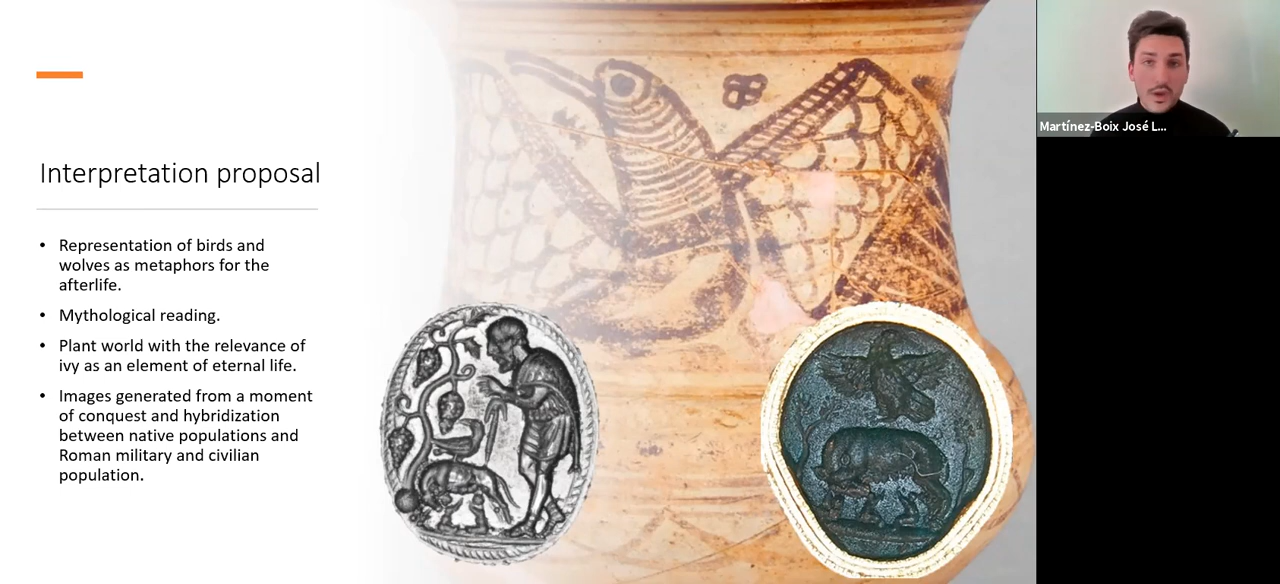 Interpretation proposal
• Representation of birds and
wolves as metaphors for the
afterlife.
• Mythological reading.
• Plant world with the relevance of
ivy as an element of eternal life.
• Images generated from a moment
of conquest and hybridization
between native populations and
Roman military and civilian
population.
Martínez-Boix José L...